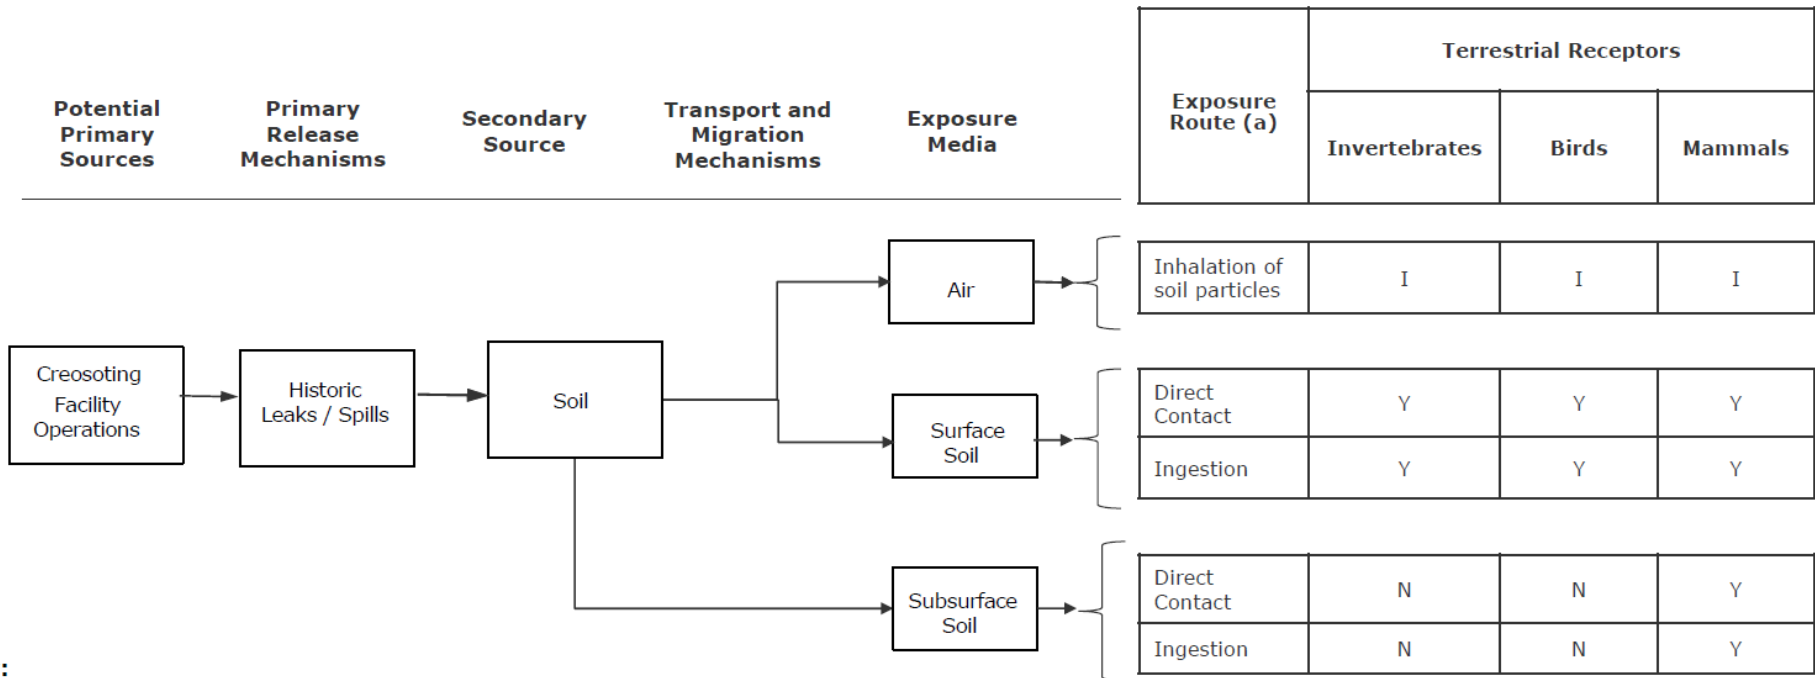 Potential
Primary
Sources
Primary
Release
Mechanisms
Secondary
Source
Transport and
Migration
Mechanisms
Exposure
Media
Exposure
Route (a)
Terrestrial Receptors
Invertebrates
Birds
Mammals
Creosoting
Facility
Operations
Historic
Leaks / Spills
Soil
Air
Inhalation of
soil particles
I
I
I
Surface
Soil
Direct
Contact
Y
Y
Y
Ingestion
Y
Y
Y
Subsurface
Soil
Direct
Contact
N
N
Y
Ingestion
N
N
Y
: